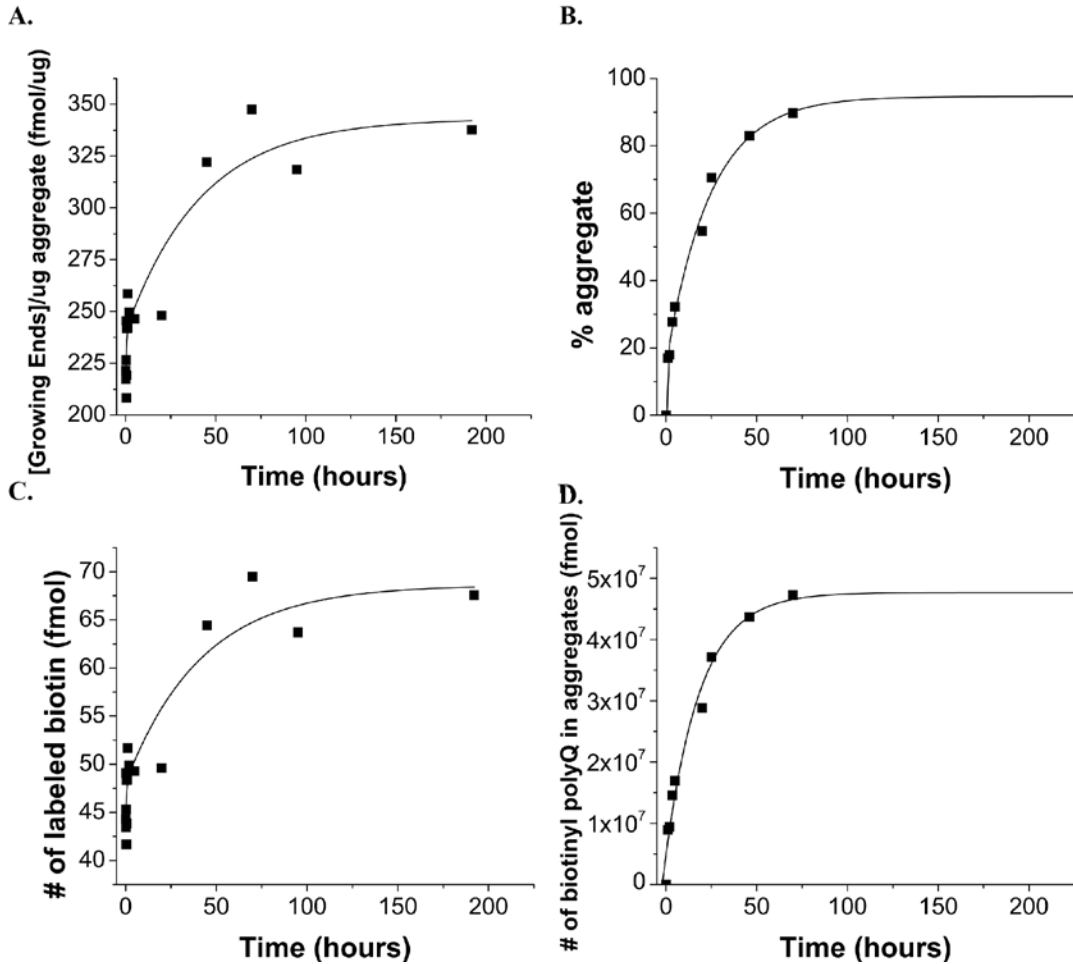 A.
[Growing Ends]/ug aggregate (fmol/ug)
350
325
300
275
250
225
200
0 50 100 150 200
Time (hours)
B.
% aggregate
100
80
60
40
20
0
0 50 100 150 200
Time (hours)
C.
# of labeled biotin (fmol)
70
65
60
55
50
45
40
0 50 100 150 200
Time (hours)
D.
# of biotinyl polyQ in aggregates (fmol)
5x10⁷
4x10⁷
3x10⁷
2x10⁷
1x10⁷
0
0 50 100 150 200
Time (hours)